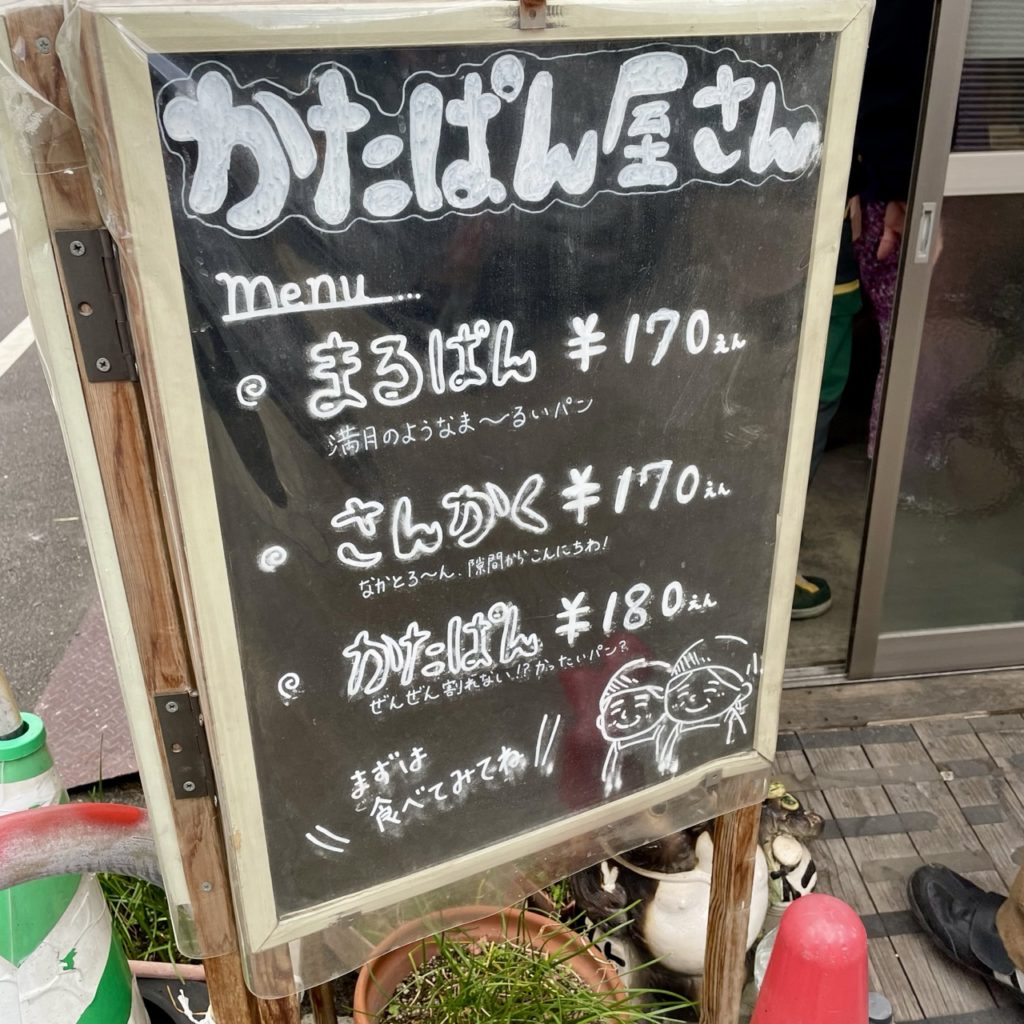 かたぱん屋さん
menu...
まるぱん ¥170えん
満月のようなま〜るいパン
さんかく ¥170えん
なかとろ〜ん、隙間からこんにちわ!
かたぱん ¥180えん
ぜんぜん割れない!?かったいパン?
まずは
食べてみてね